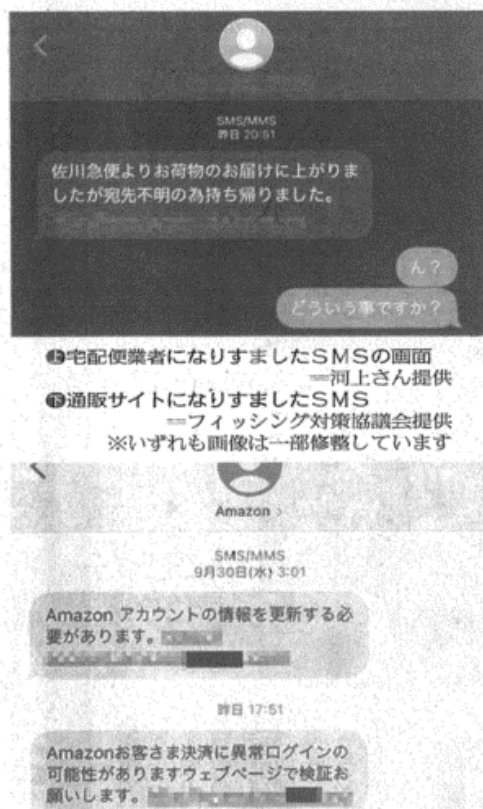 SMS/MMS
昨日 20:51
佐川急便よりお荷物のお届けに上がりま
したが宛先不明の為持ち帰りました。
ん？
どういう事ですか？
上宅配便業者になりすましたＳＭＳの画面
＝河上さん提供
下通販サイトになりすましたＳＭＳ
＝フィッシング対策協議会提供
※いずれも画像は一部修整しています
Amazon
SMS/MMS
9月30日(水) 3:01
Amazon アカウントの情報を更新する必
要があります。
昨日 17:51
Amazonお客さま決済に異常ログインの
可能性がありますウェブページで検証お
願いします。